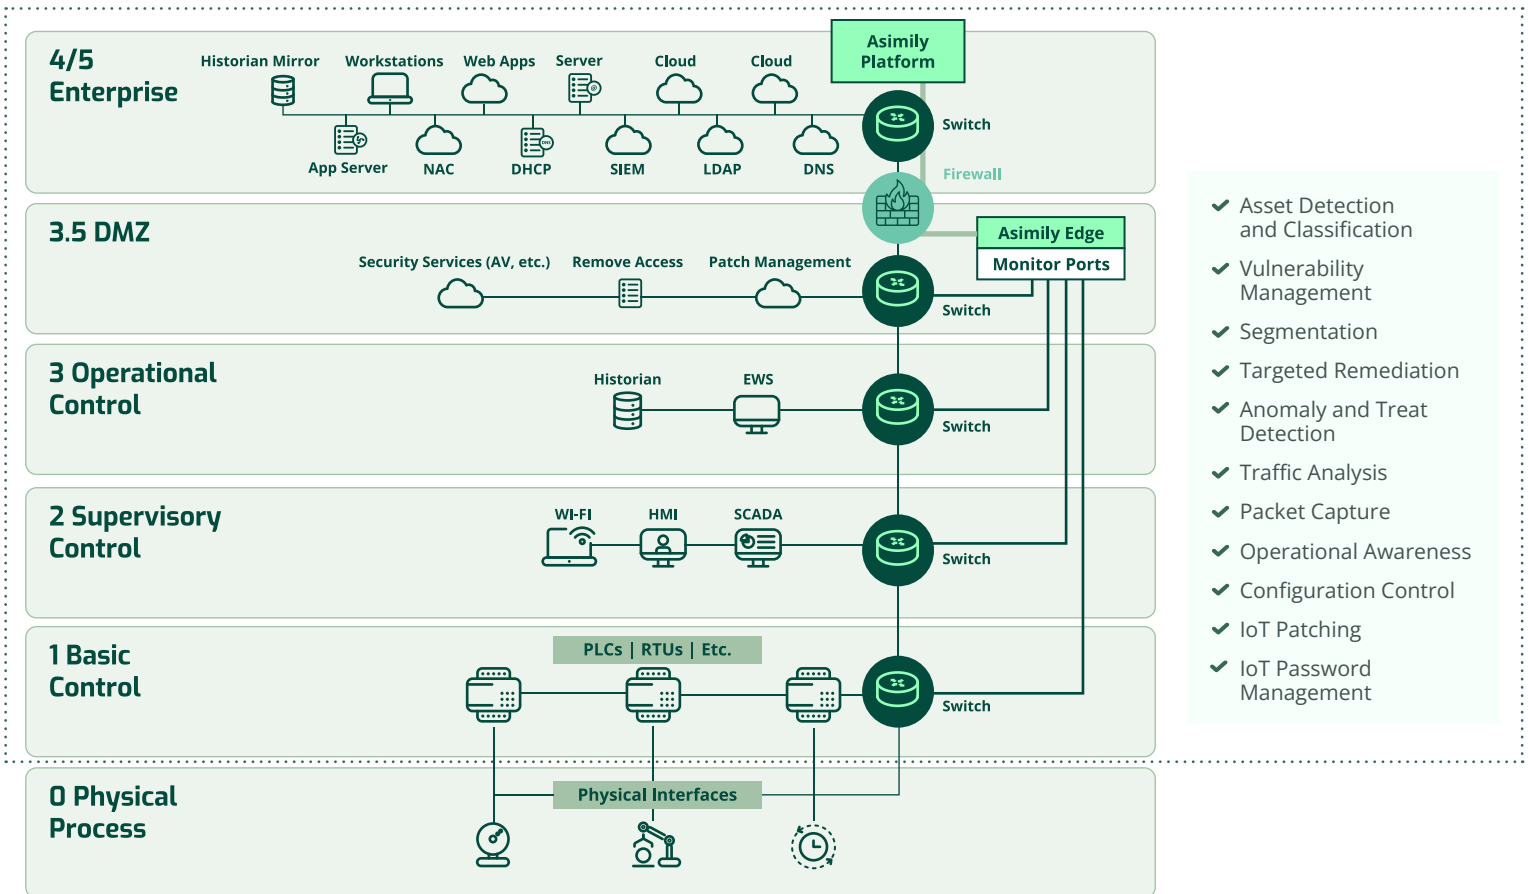 4/5
Enterprise
Historian Mirror
Workstations
Web Apps
Server
Cloud
Cloud
Asimily
Platform
Switch
App Server
NAC
DHCP
SIEM
LDAP
DNS
Firewall
3.5 DMZ
Security Services (AV, etc.)
Remove Access
Patch Management
Asimily Edge
Monitor Ports
Switch
3 Operational
Control
Historian
EWS
Switch
2 Supervisory
Control
WI-FI
HMI
SCADA
Switch
1 Basic
Control
PLCs | RTUs | Etc.
Switch
0 Physical
Process
Physical Interfaces
Asset Detection
and Classification
Vulnerability
Management
Segmentation
Targeted Remediation
Anomaly and Treat
Detection
Traffic Analysis
Packet Capture
Operational Awareness
Configuration Control
IoT Patching
IoT Password
Management